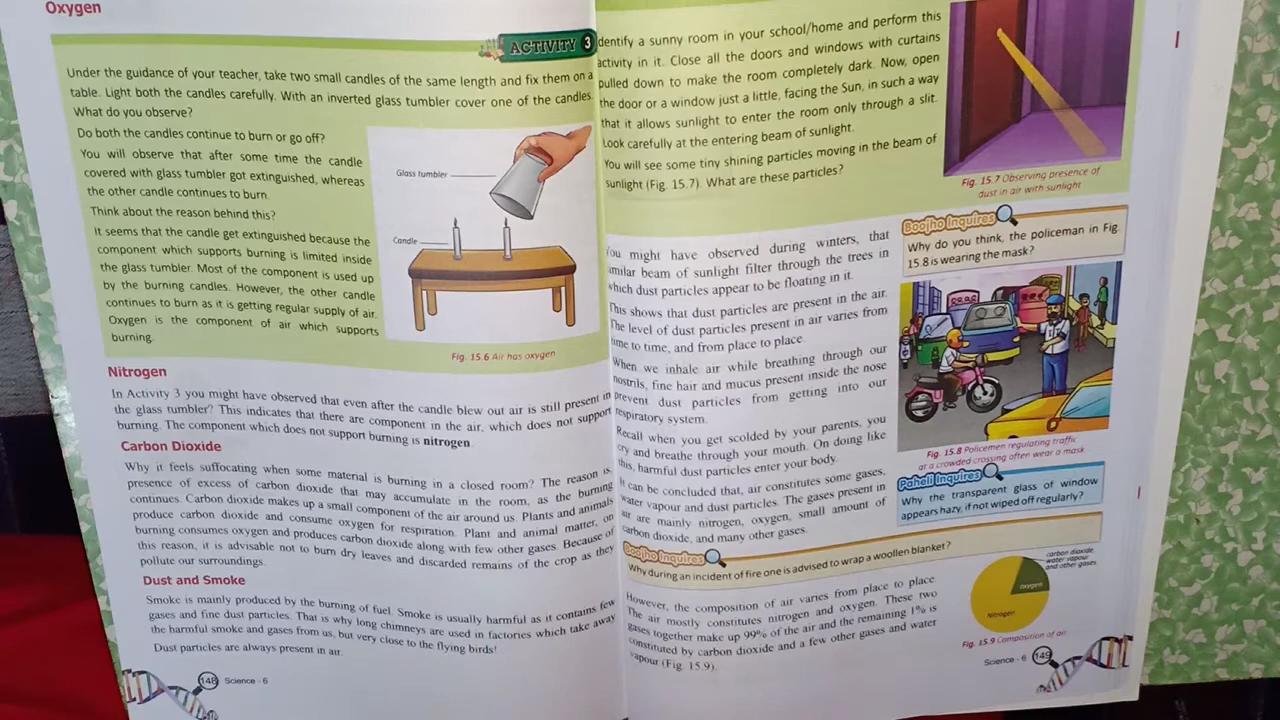 Oxygen
ACTIVITY 3
Under the guidance of your teacher, take two small candles of the same length and fix them on a
table. Light both the candles carefully. With an inverted glass tumbler cover one of the candles.
What do you observe?
Do both the candles continue to burn or go off?
You will observe that after some time the candle
covered with glass tumbler got extinguished, whereas
the other candle continues to burn.
Think about the reason behind this?
It seems that the candle get extinguished because the
component which supports burning is limited inside
the glass tumbler. Most of the component is used up
by the burning candles. However, the other candle
continues to burn as it is getting regular supply of air.
Oxygen is the component of air which supports
burning.
Glass tumbler
Candle
Fig. 15.6 Air has oxygen
Nitrogen
In Activity 3 you might have observed that even after the candle blew out air is still present in
the glass tumbler? This indicates that there are component in the air, which does not support
burning. The component which does not support burning is nitrogen.
Carbon Dioxide
Why it feels suffocating when some material is burning in a closed room? The reason is,
presence of excess of carbon dioxide that may accumulate in the room, as the burning
continues. Carbon dioxide makes up a small component of the air around us. Plants and animals
produce carbon dioxide and consume oxygen for respiration. Plant and animal matter, on
burning consumes oxygen and produces carbon dioxide along with few other gases. Because of
this reason, it is advisable not to burn dry leaves and discarded remains of the crop as they
pollute our surroundings.
Dust and Smoke
Smoke is mainly produced by the burning of fuel. Smoke is usually harmful as it contains few
gases and fine dust particles. That is why long chimneys are used in factories which take away
the harmful smoke and gases from us, but very close to the flying birds!
Dust particles are always present in air.
148 Science - 6
dentify a sunny room in your school/home and perform this
activity in it. Close all the doors and windows with curtains
pulled down to make the room completely dark. Now, open
the door or a window just a little, facing the Sun, in such a way
that it allows sunlight to enter the room only through a slit.
Look carefully at the entering beam of sunlight.
You will see some tiny shining particles moving in the beam of
sunlight (Fig. 15.7). What are these particles?
Fig. 15.7 Observing presence of
dust in air with sunlight
You might have observed during winters, that
imilar beam of sunlight filter through the trees in
which dust particles appear to be floating in it.
This shows that dust particles are present in the air.
The level of dust particles present in air varies from
time to time, and from place to place.
When we inhale air while breathing through our
nostrils, fine hair and mucus present inside the nose
prevent dust particles from getting into our
respiratory system.
Recall when you get scolded by your parents, you
cry and breathe through your mouth. On doing like
this, harmful dust particles enter your body.
It can be concluded that, air constitutes some gases,
water vapour and dust particles. The gases present in
air are mainly nitrogen, oxygen, small amount of
carbon dioxide, and many other gases.
Boojho Inquires
Why do you think, the policeman in Fig.
15.8 is wearing the mask?
Fig. 15.8 Policemen regulating traffic
at a crowded crossing often wear a mask
Paheli Inquires
Why the transparent glass of window
appears hazy, if not wiped off regularly?
Boojho Inquires
Why during an incident of fire one is advised to wrap a woollen blanket?
However, the composition of air varies from place to place.
The air mostly constitutes nitrogen and oxygen. These two
gases together make up 99% of the air and the remaining 1% is
constituted by carbon dioxide and a few other gases and water
vapour (Fig. 15.9).
carbon dioxide
water vapour
and other gases
oxygen
Nitrogen
Fig. 15.9 Composition of air
Science - 6 149